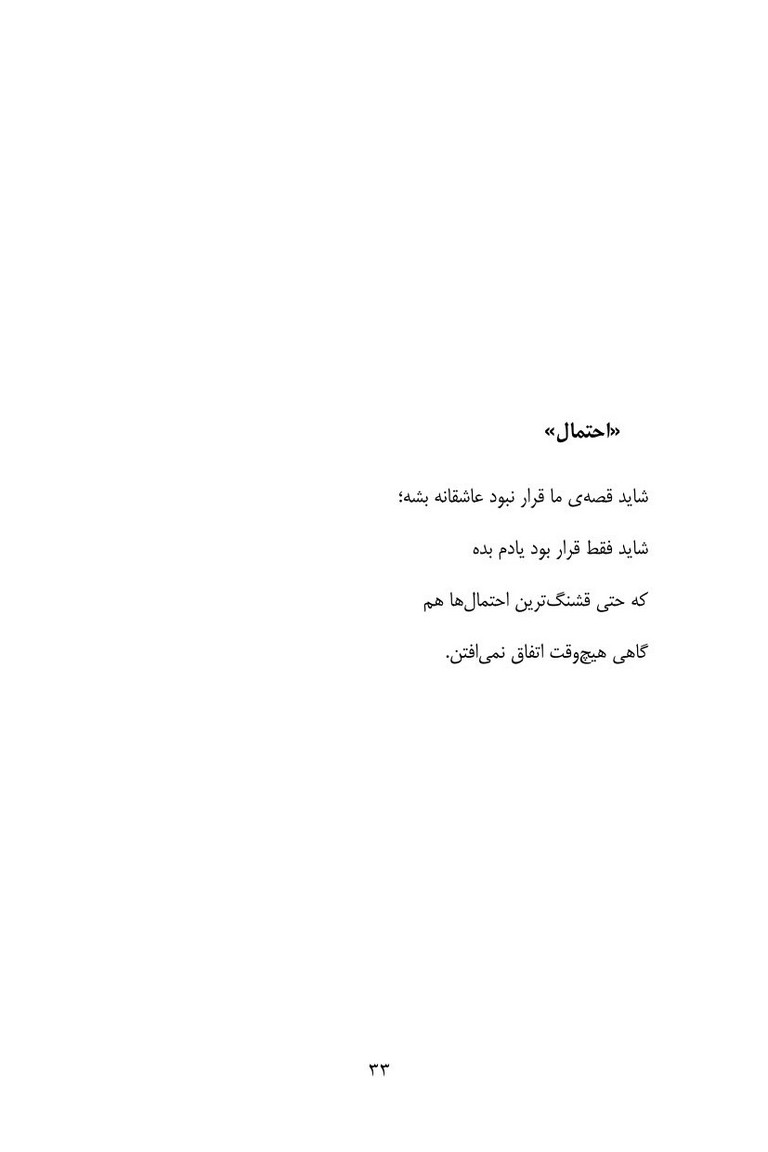 «احتمال»
شاید قصه‌ی ما قرار نبود عاشقانه بشه؛
شاید فقط قرار بود یادم بده
که حتی قشنگ‌ترین احتمال‌ها هم
گاهی هیچ‌وقت اتفاق نمی‌افتن.
۳۳